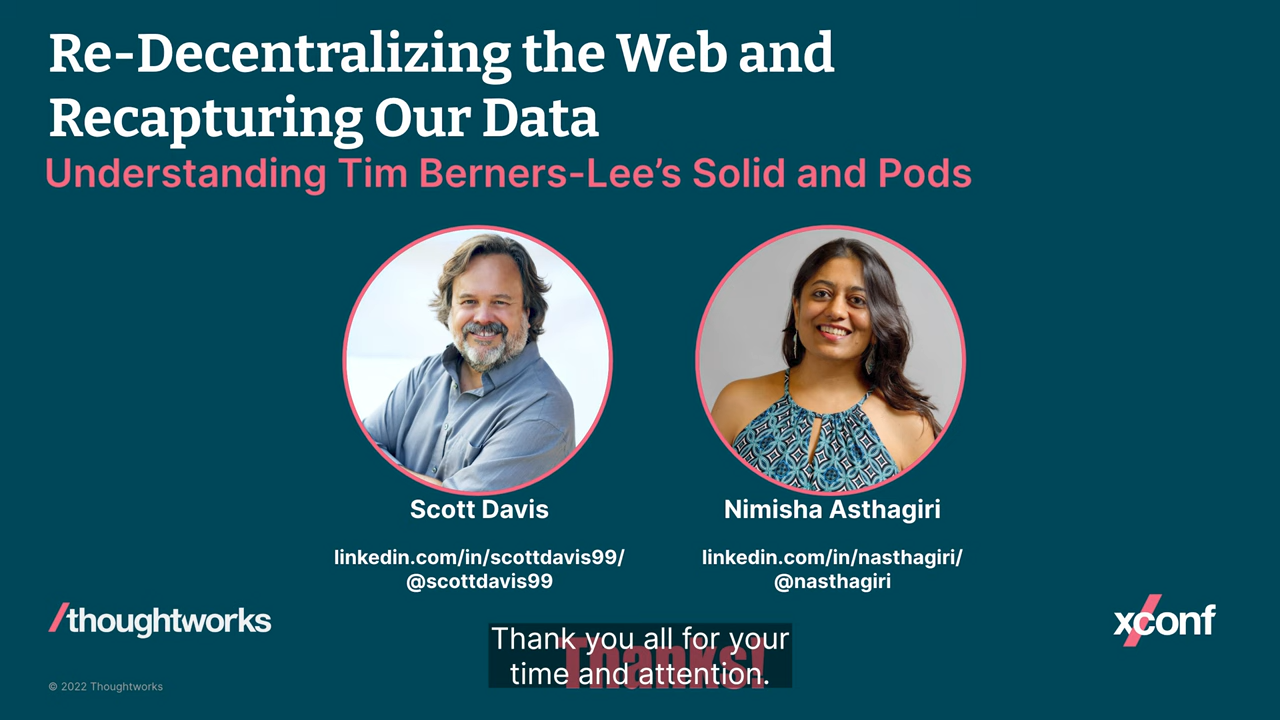 Re-Decentralizing the Web and
Recapturing Our Data
Understanding Tim Berners-Lee’s Solid and Pods
Scott Davis
linkedin.com/in/scottdavis99/
@scottdavis99
Nimisha Asthagiri
linkedin.com/in/nasthagiri/
@nasthagiri
/thoughtworks
xconf
Thanks!
Thank you all for your
time and attention.
© 2022 Thoughtworks